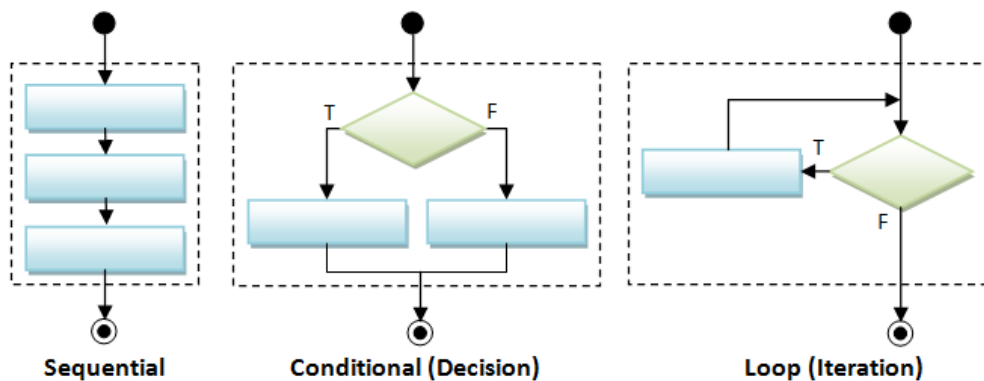 T
F
T
F
Sequential
Conditional (Decision)
Loop (Iteration)